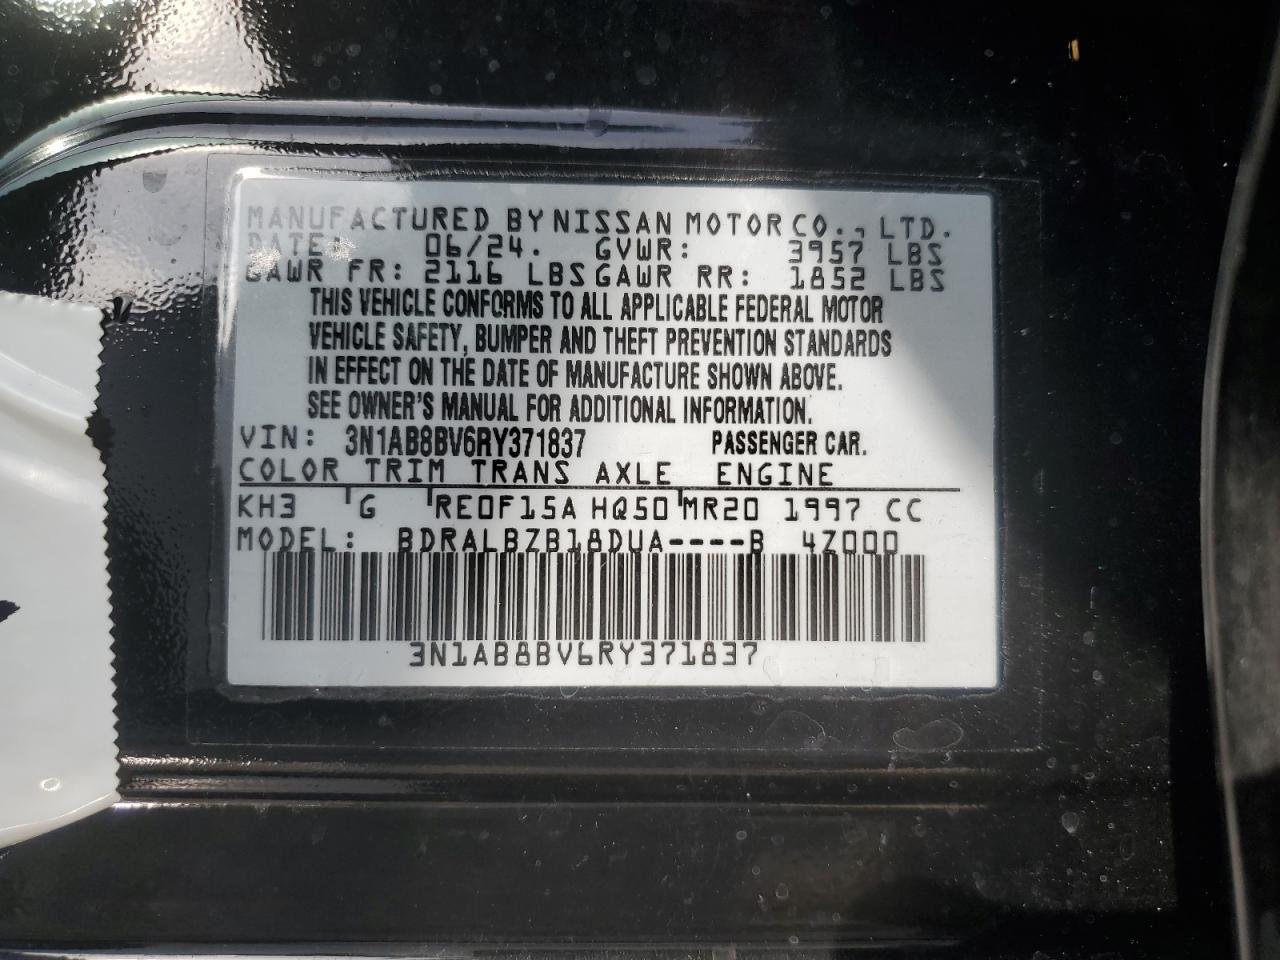 MANUFACTURED BY NISSAN MOTOR CO., LTD.
DATE: 06/24. GVWR: 3957 LBS
GAWR FR: 2116 LBS GAWR RR: 1852 LBS
THIS VEHICLE CONFORMS TO ALL APPLICABLE FEDERAL MOTOR
VEHICLE SAFETY, BUMPER AND THEFT PREVENTION STANDARDS
IN EFFECT ON THE DATE OF MANUFACTURE SHOWN ABOVE.
SEE OWNER'S MANUAL FOR ADDITIONAL INFORMATION.
VIN: 3N1AB8BV6RY371837 PASSENGER CAR.
COLOR TRIM TRANS AXLE ENGINE
KH3 G RE0F15A HQ50 MR20 1997 CC
MODEL: BDRALBZB18DUA----B 4Z000
3N1AB8BV6RY371837